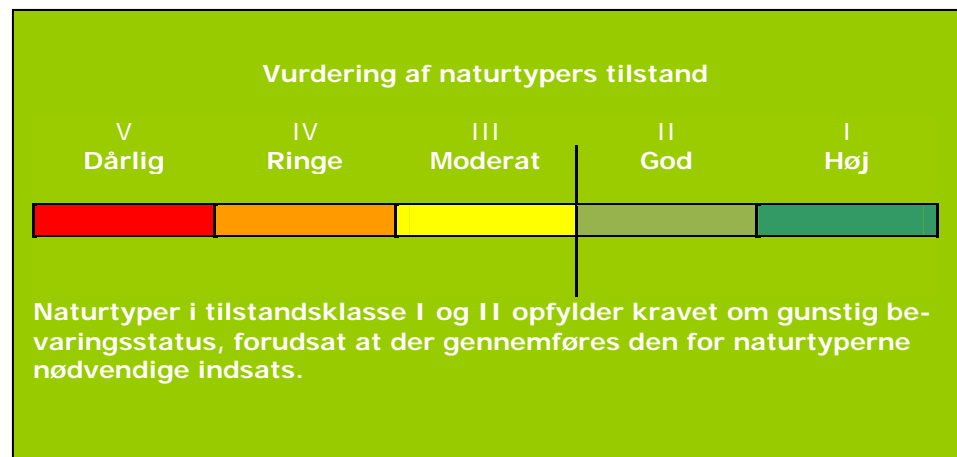 Vurdering af naturtypers tilstand
V IV III II I
Dårlig Ringe Moderat God Høj
Naturtyper i tilstandsklasse I og II opfylder kravet om gunstig be-
varingsstatus, forudsat at der gennemføres den for naturtyperne
nødvendige indsats.